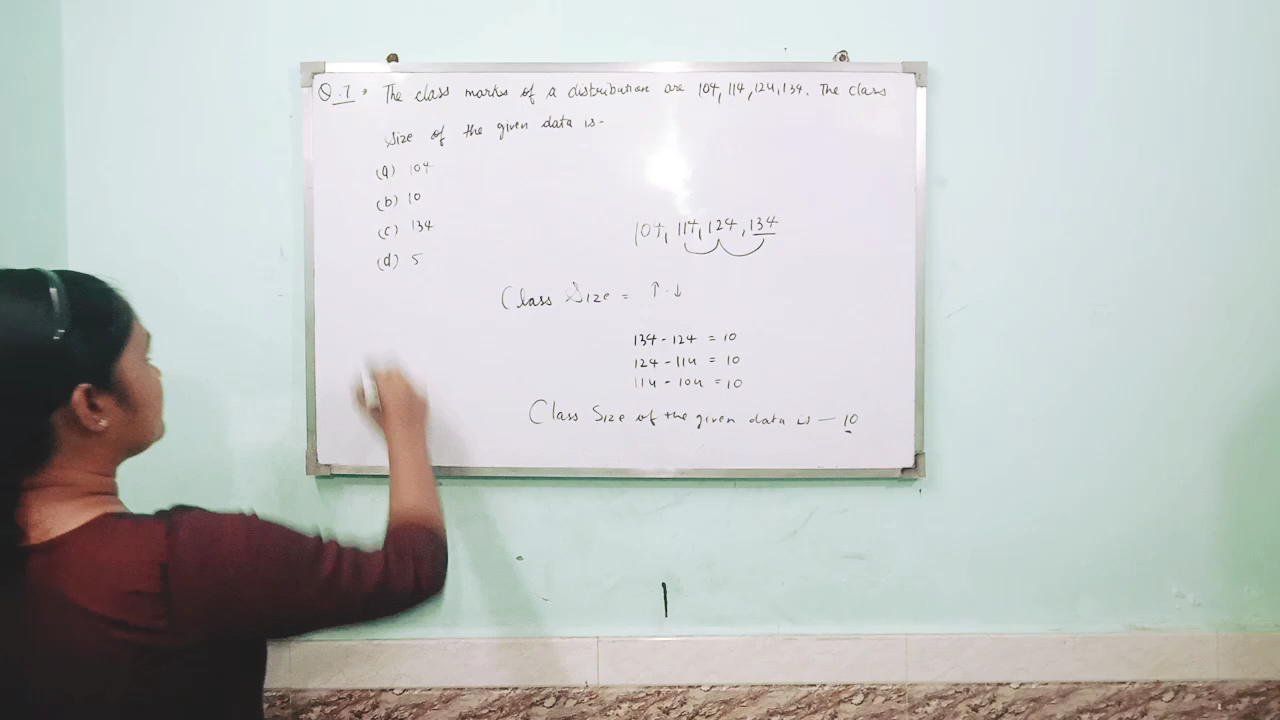 Q.7 → The class marks of a distribution are 104, 114, 124, 134. The class
size of the given data is-
(a) 104
(b) 10
(c) 134
(d) 5
104, 114, 124, 134
Class Size = ↑ - ↓
134 - 124 = 10
124 - 114 = 10
114 - 104 = 10
Class Size of the given data is — 10